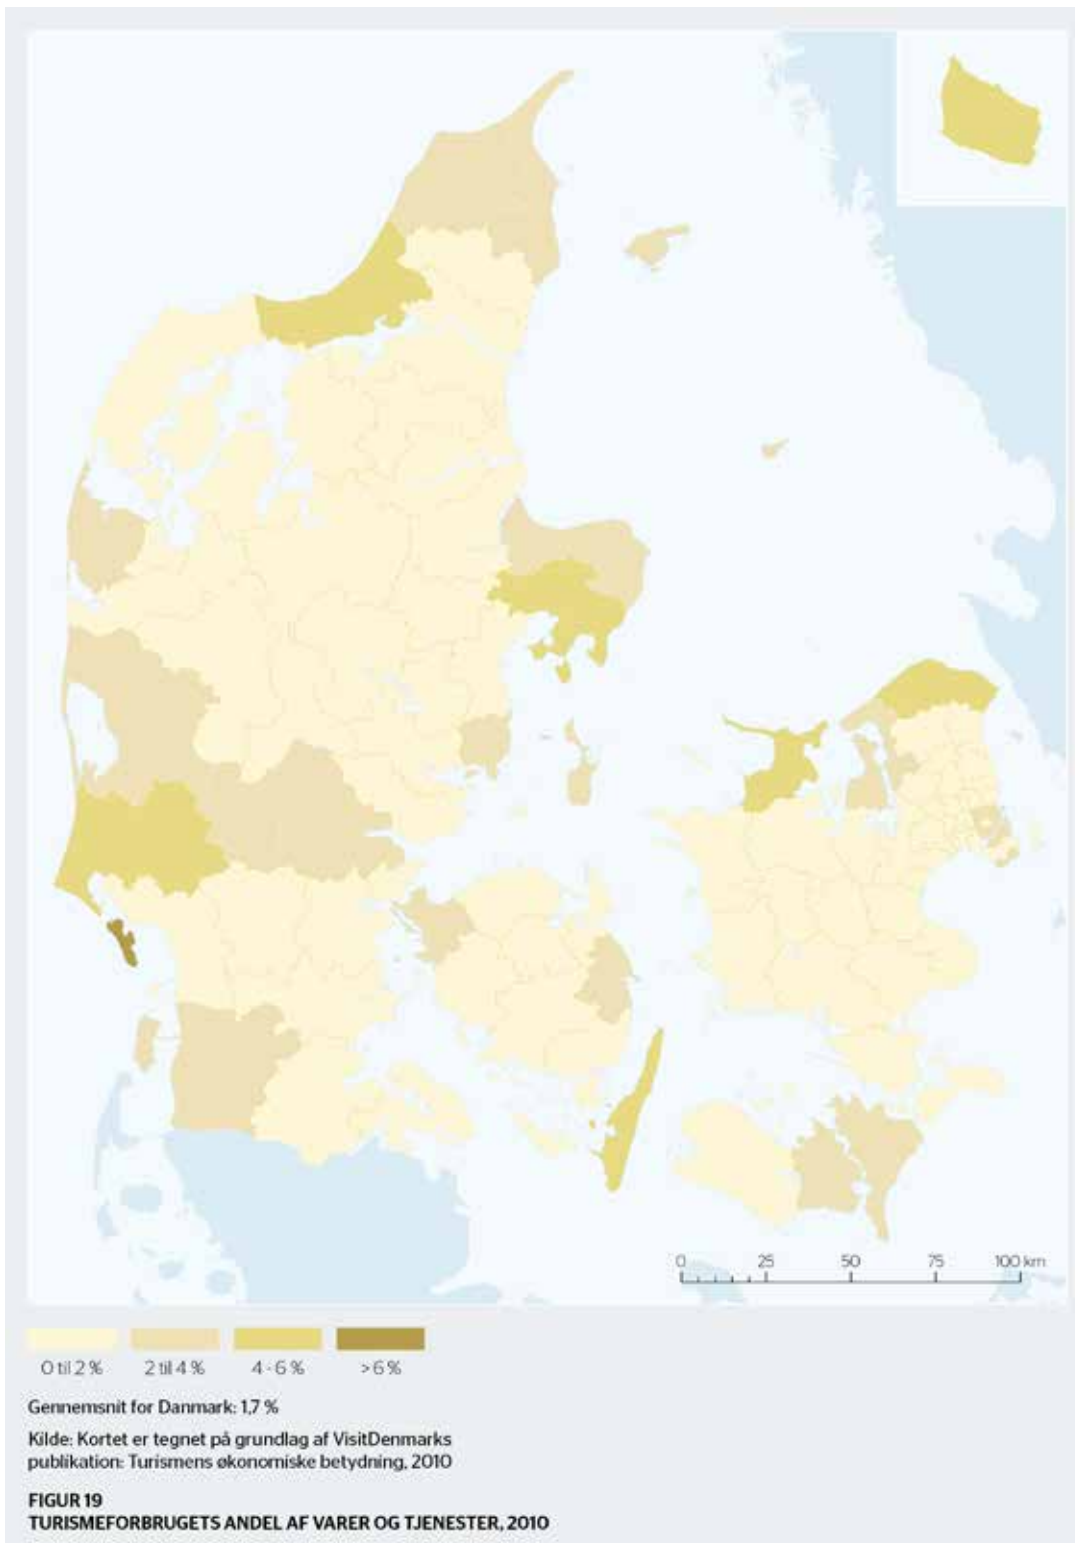 0 25 50 75 100 km
0 til 2 % 2 til 4 % 4 - 6 % >6 %
Gennemsnit for Danmark: 1,7 %
Kilde: Kortet er tegnet på grundlag af VisitDenmarks
publikation: Turismens økonomiske betydning, 2010
FIGUR 19
TURISMEFORBRUGETS ANDEL AF VARER OG TJENESTER, 2010